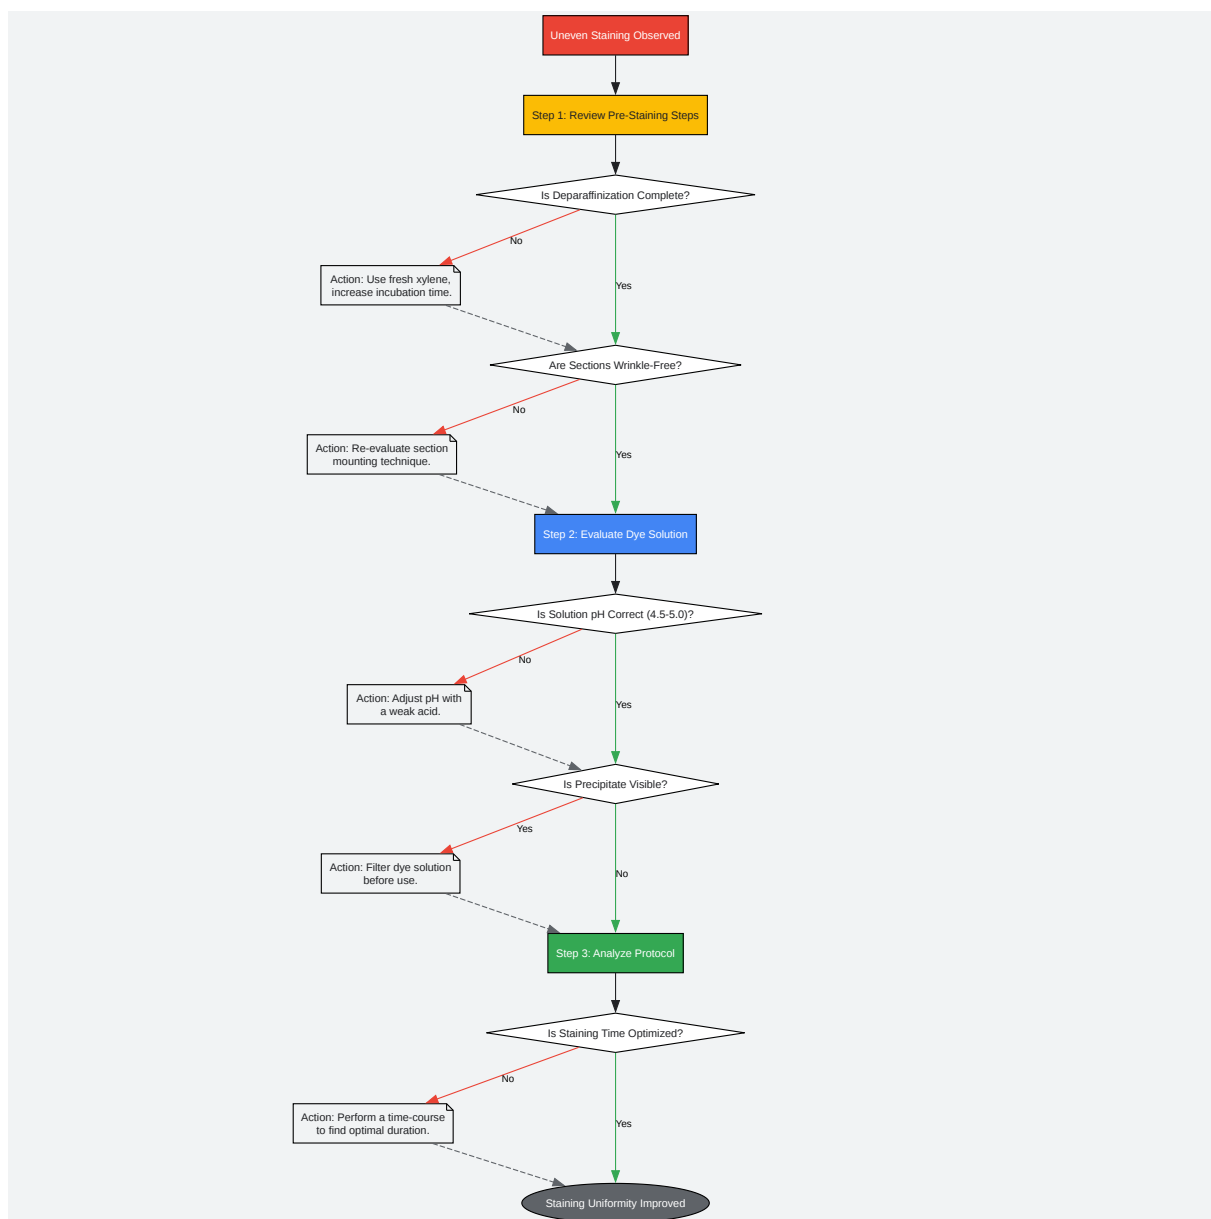 Uneven Staining Observed
Step 1: Review Pre-Staining Steps
Is Deparaffinization Complete?
No
Action: Use fresh xylene,
increase incubation time.
Yes
Are Sections Wrinkle-Free?
No
Action: Re-evaluate section
mounting technique.
Yes
Step 2: Evaluate Dye Solution
Is Solution pH Correct (4.5-5.0)?
No
Action: Adjust pH with
a weak acid.
Yes
Is Precipitate Visible?
Yes
Action: Filter dye solution
before use.
No
Step 3: Analyze Protocol
Is Staining Time Optimized?
No
Action: Perform a time-course
to find optimal duration.
Yes
Staining Uniformity Improved